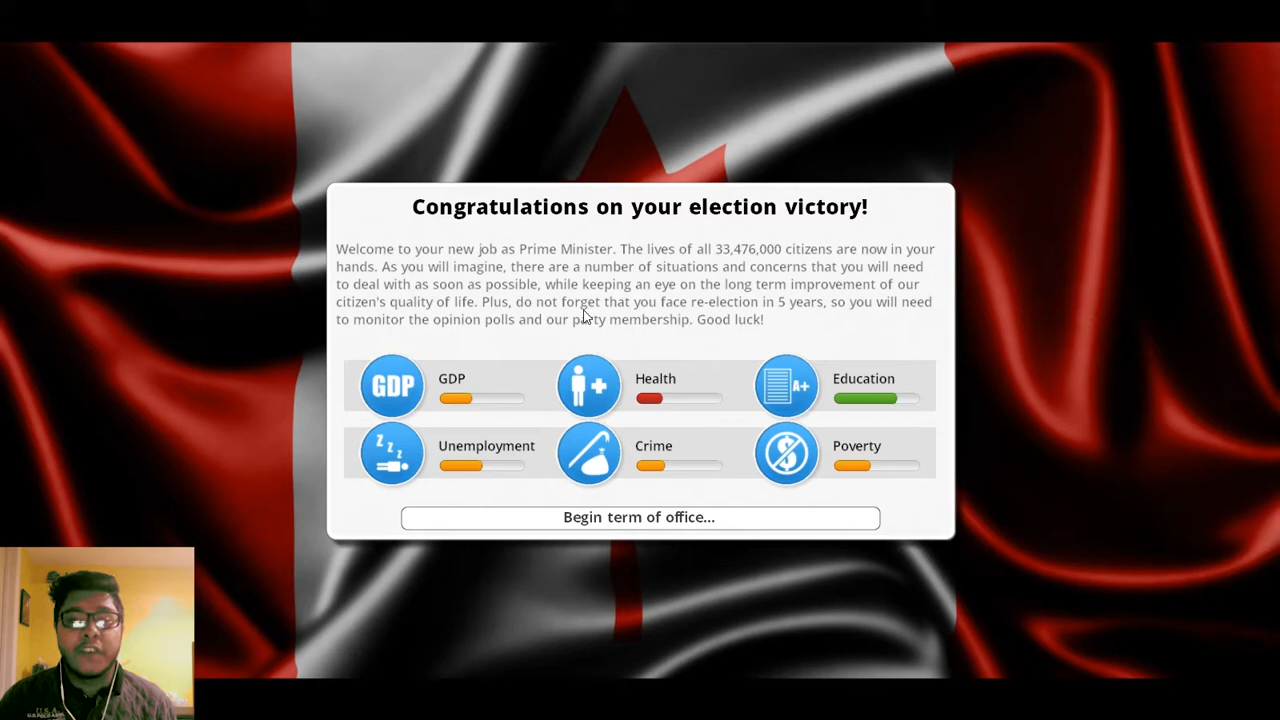 Congratulations on your election victory!
Welcome to your new job as Prime Minister. The lives of all 33,476,000 citizens are now in your
hands. As you will imagine, there are a number of situations and concerns that you will need
to deal with as soon as possible, while keeping an eye on the long term improvement of our
citizen's quality of life. Plus, do not forget that you face re-election in 5 years, so you will need
to monitor the opinion polls and our party membership. Good luck!
GDP GDP Health A+ Education
Z Z Z Unemployment Crime $ Poverty
Begin term of office...
U.S.A